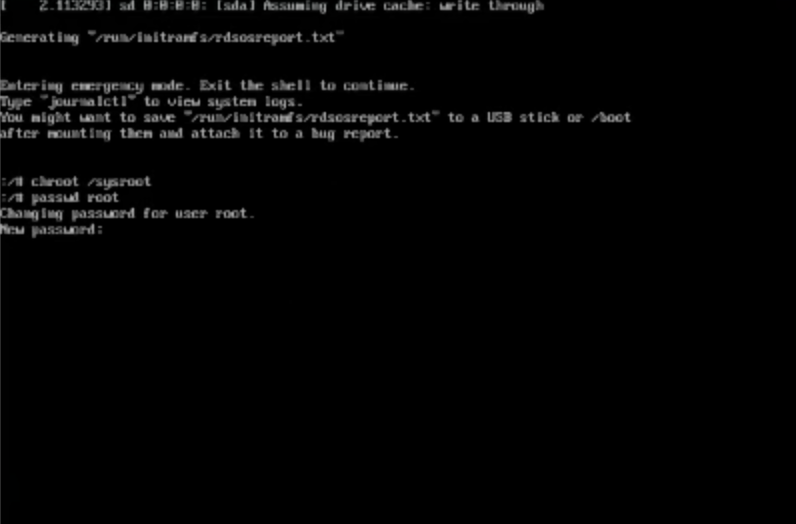 [    2.113293] sd 0:0:0:0: [sda] Assuming drive cache: write through
Generating "/run/initramfs/rdsosreport.txt"
Entering emergency mode. Exit the shell to continue.
Type "journalctl" to view system logs.
You might want to save "/run/initramfs/rdsosreport.txt" to a USB stick or /boot
after mounting them and attach it to a bug report.
:/# chroot /sysroot
:/# passwd root
Changing password for user root.
New password: